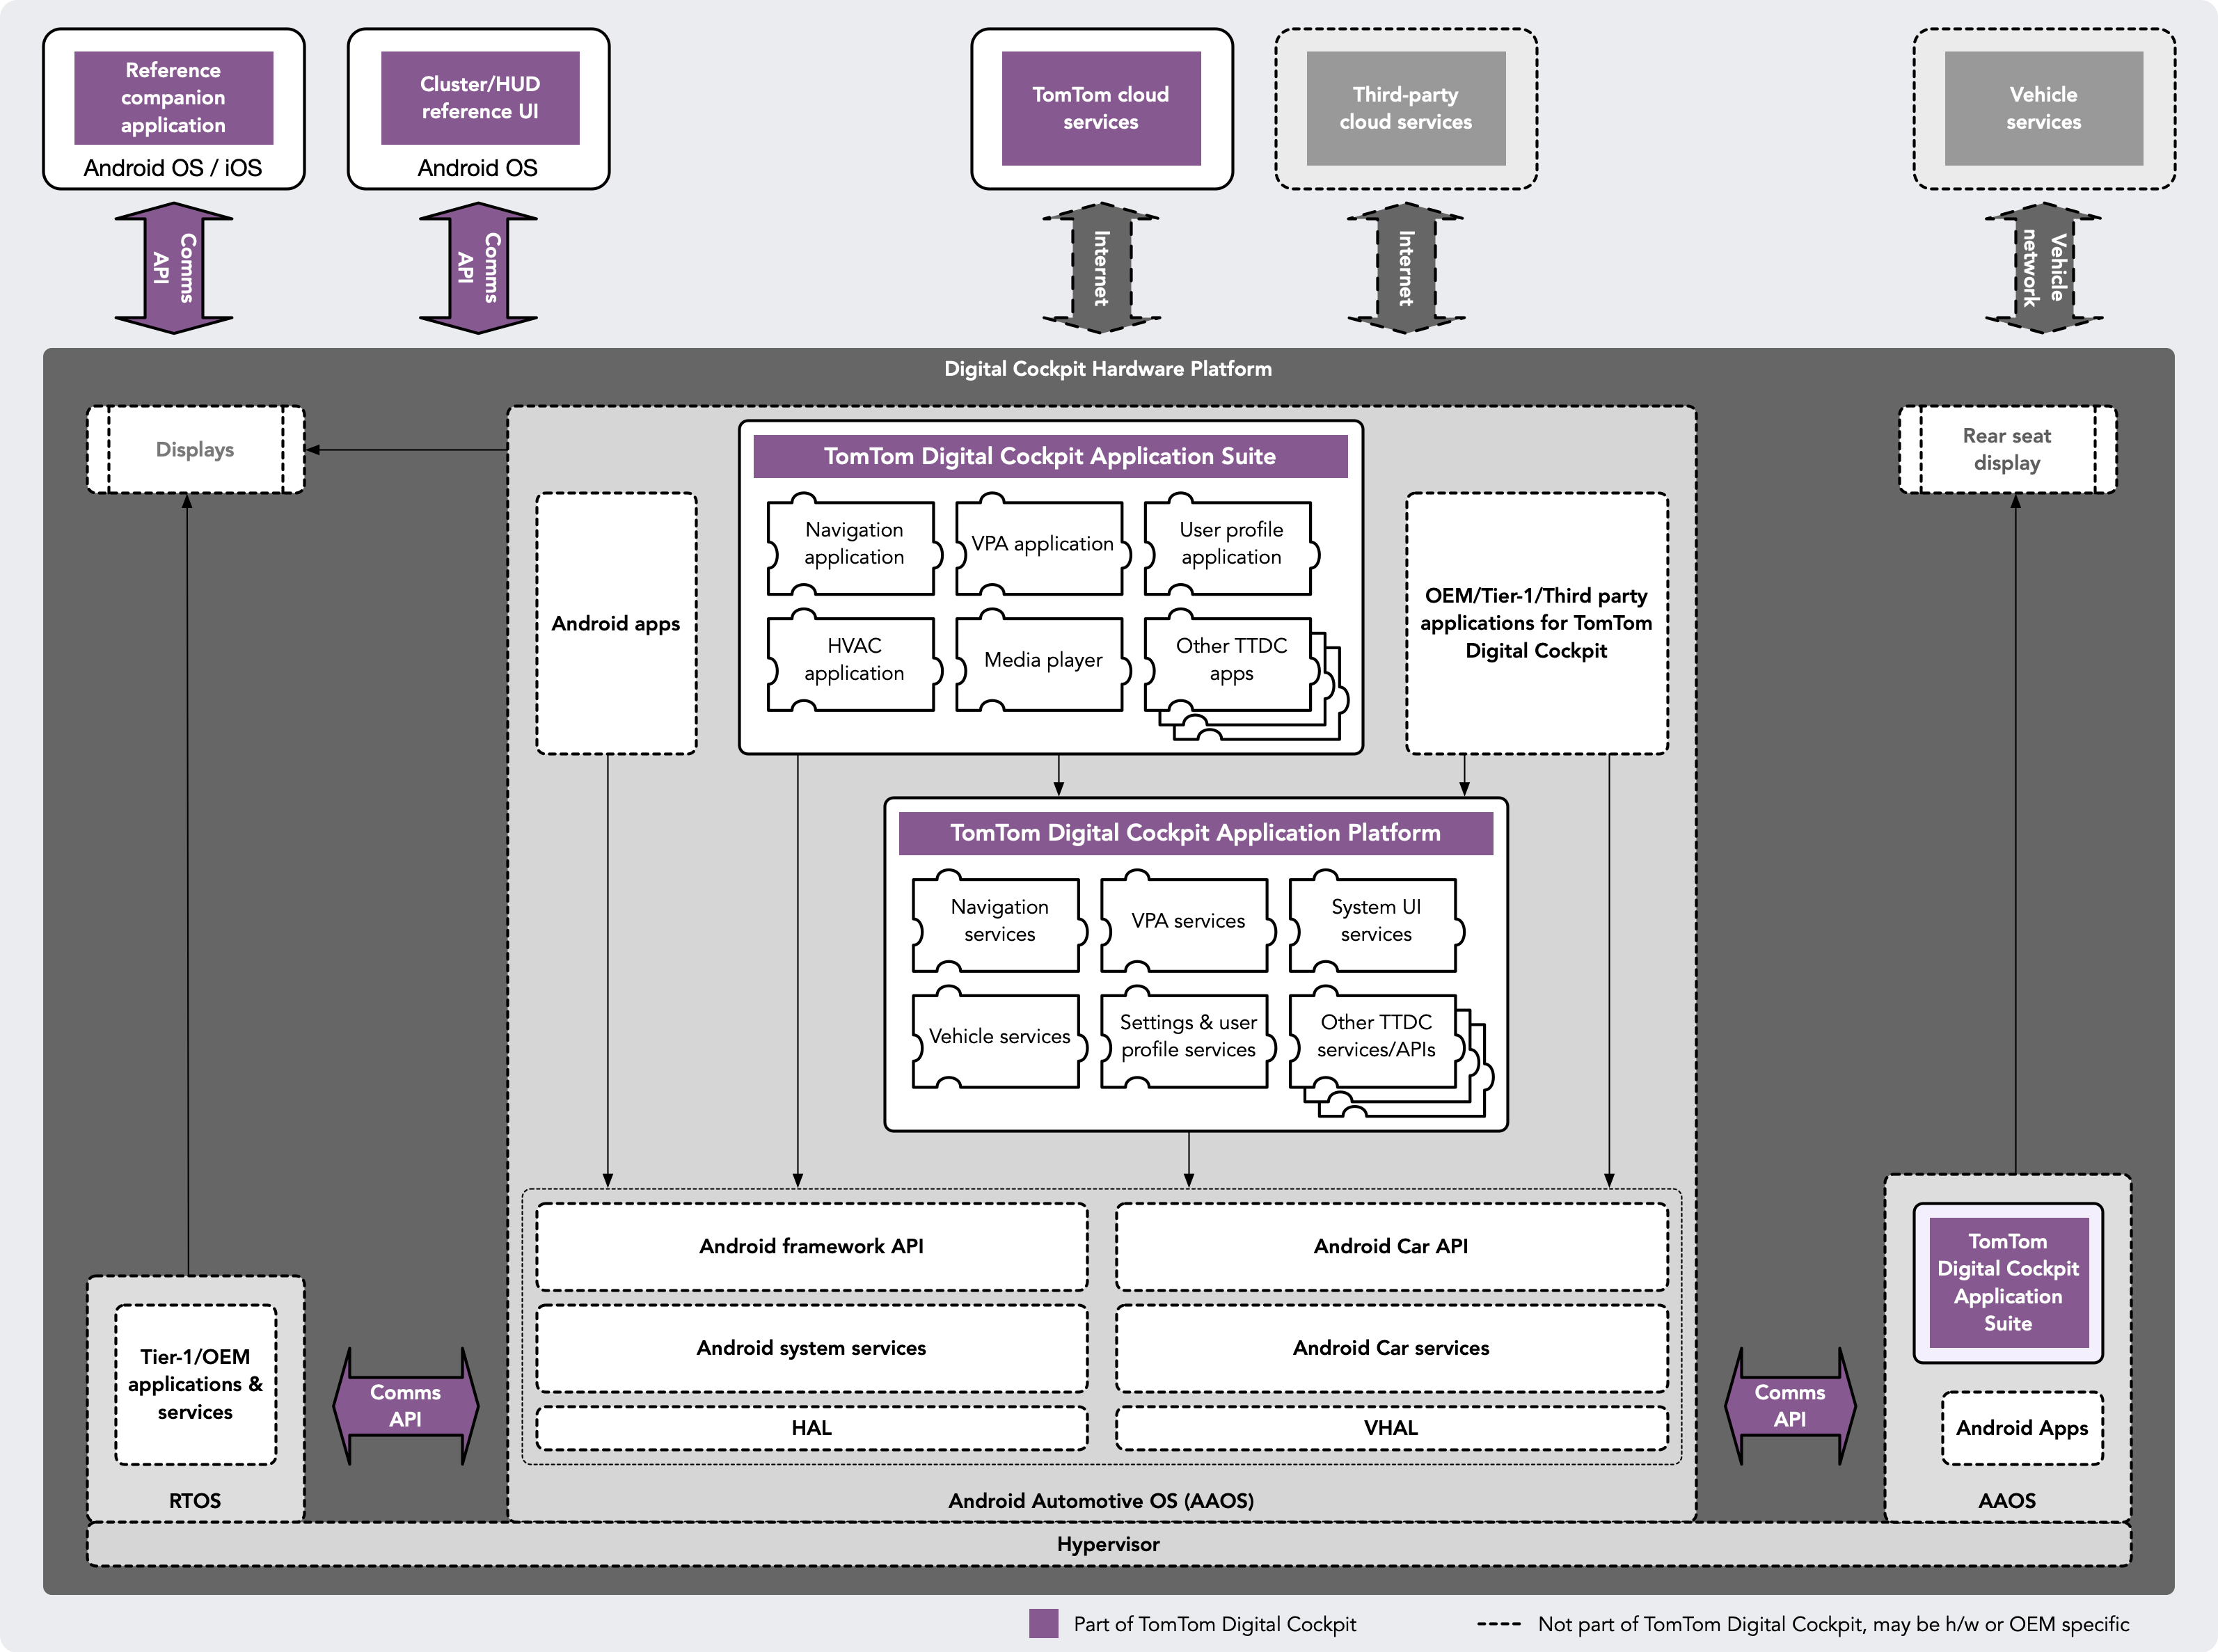 Reference
companion
application
Android OS / iOS
Cluster/HUD
reference UI
Android OS
TomTom cloud
services
Third-party
cloud services
Vehicle
services
Comms
API
Comms
API
Internet
Internet
Vehicle
network
Digital Cockpit Hardware Platform
Displays
Rear seat
display
TomTom Digital Cockpit Application Suite
Navigation
application
VPA application
User profile
application
HVAC
application
Media player
Other TTDC
apps
Android apps
OEM/Tier-1/Third party
applications for TomTom
Digital Cockpit
TomTom Digital Cockpit Application Platform
Navigation
services
VPA services
System UI
services
Vehicle services
Settings & user
profile services
Other TTDC
services/APIs
Android framework API
Android Car API
Android system services
Android Car services
HAL
VHAL
Android Automotive OS (AAOS)
Tier-1/OEM
applications &
services
RTOS
Comms
API
Comms
API
TomTom
Digital Cockpit
Application
Suite
Android Apps
AAOS
Hypervisor
Part of TomTom Digital Cockpit
Not part of TomTom Digital Cockpit, may be h/w or OEM specific